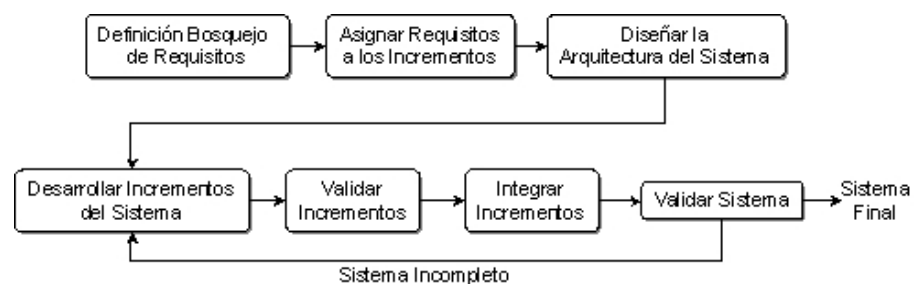 Definición Bosquejo
de Requisitos
Asignar Requisitos
a los Incrementos
Diseñar la
Arquitectura del Sistema
Desarrollar Incrementos
del Sistema
Validar
Incrementos
Integrar
Incrementos
Validar Sistema
Sistema
Final
Sistema Incompleto